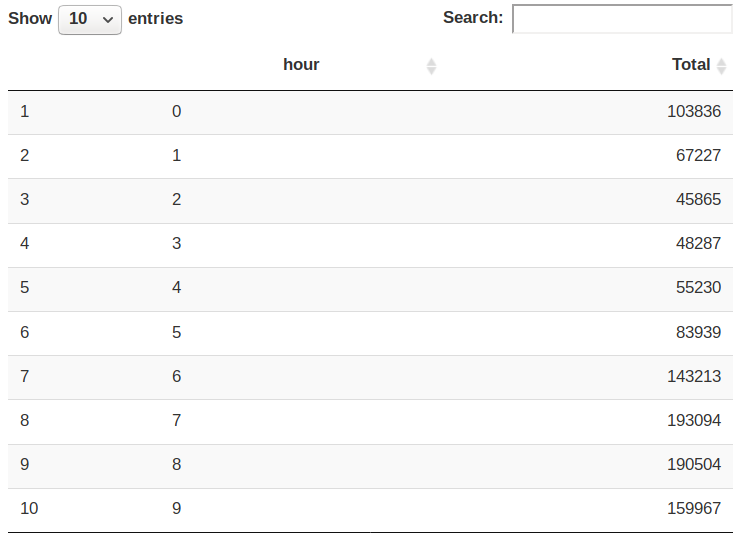 Show 10 entries Search:
hour Total
1 0 103836
2 1 67227
3 2 45865
4 3 48287
5 4 55230
6 5 83939
7 6 143213
8 7 193094
9 8 190504
10 9 159967